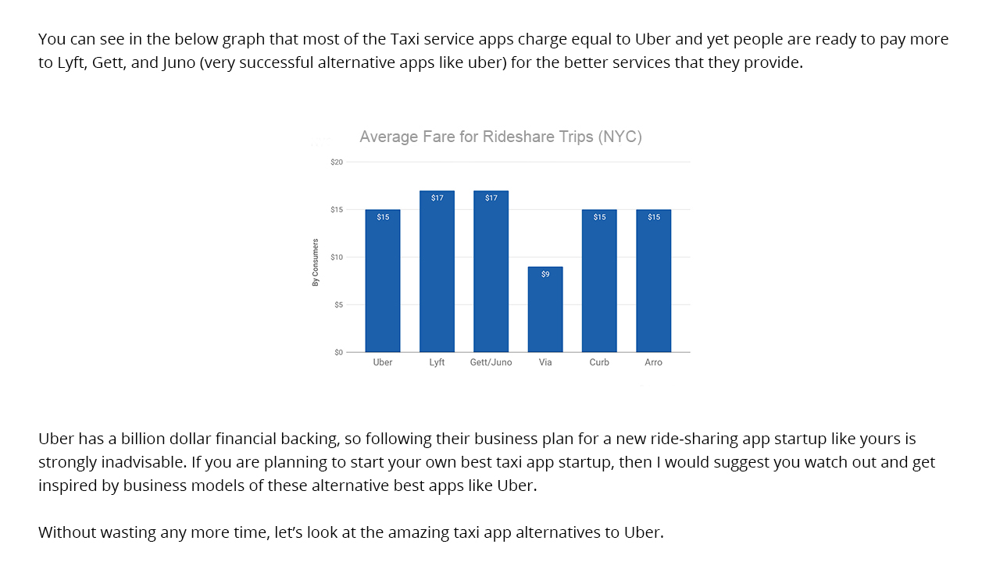 You can see in the below graph that most of the Taxi service apps charge equal to Uber and yet people are ready to pay more
to Lyft, Gett, and Juno (very successful alternative apps like uber) for the better services that they provide.
Average Fare for Rideshare Trips (NYC)
$20
$15
$10
$5
$0
By Consumers
$15
$17
$17
$9
$15
$15
Uber
Lyft
Gett/Juno
Via
Curb
Arro
Uber has a billion dollar financial backing, so following their business plan for a new ride-sharing app startup like yours is
strongly inadvisable. If you are planning to start your own best taxi app startup, then I would suggest you watch out and get
inspired by business models of these alternative best apps like Uber.
Without wasting any more time, let’s look at the amazing taxi app alternatives to Uber.